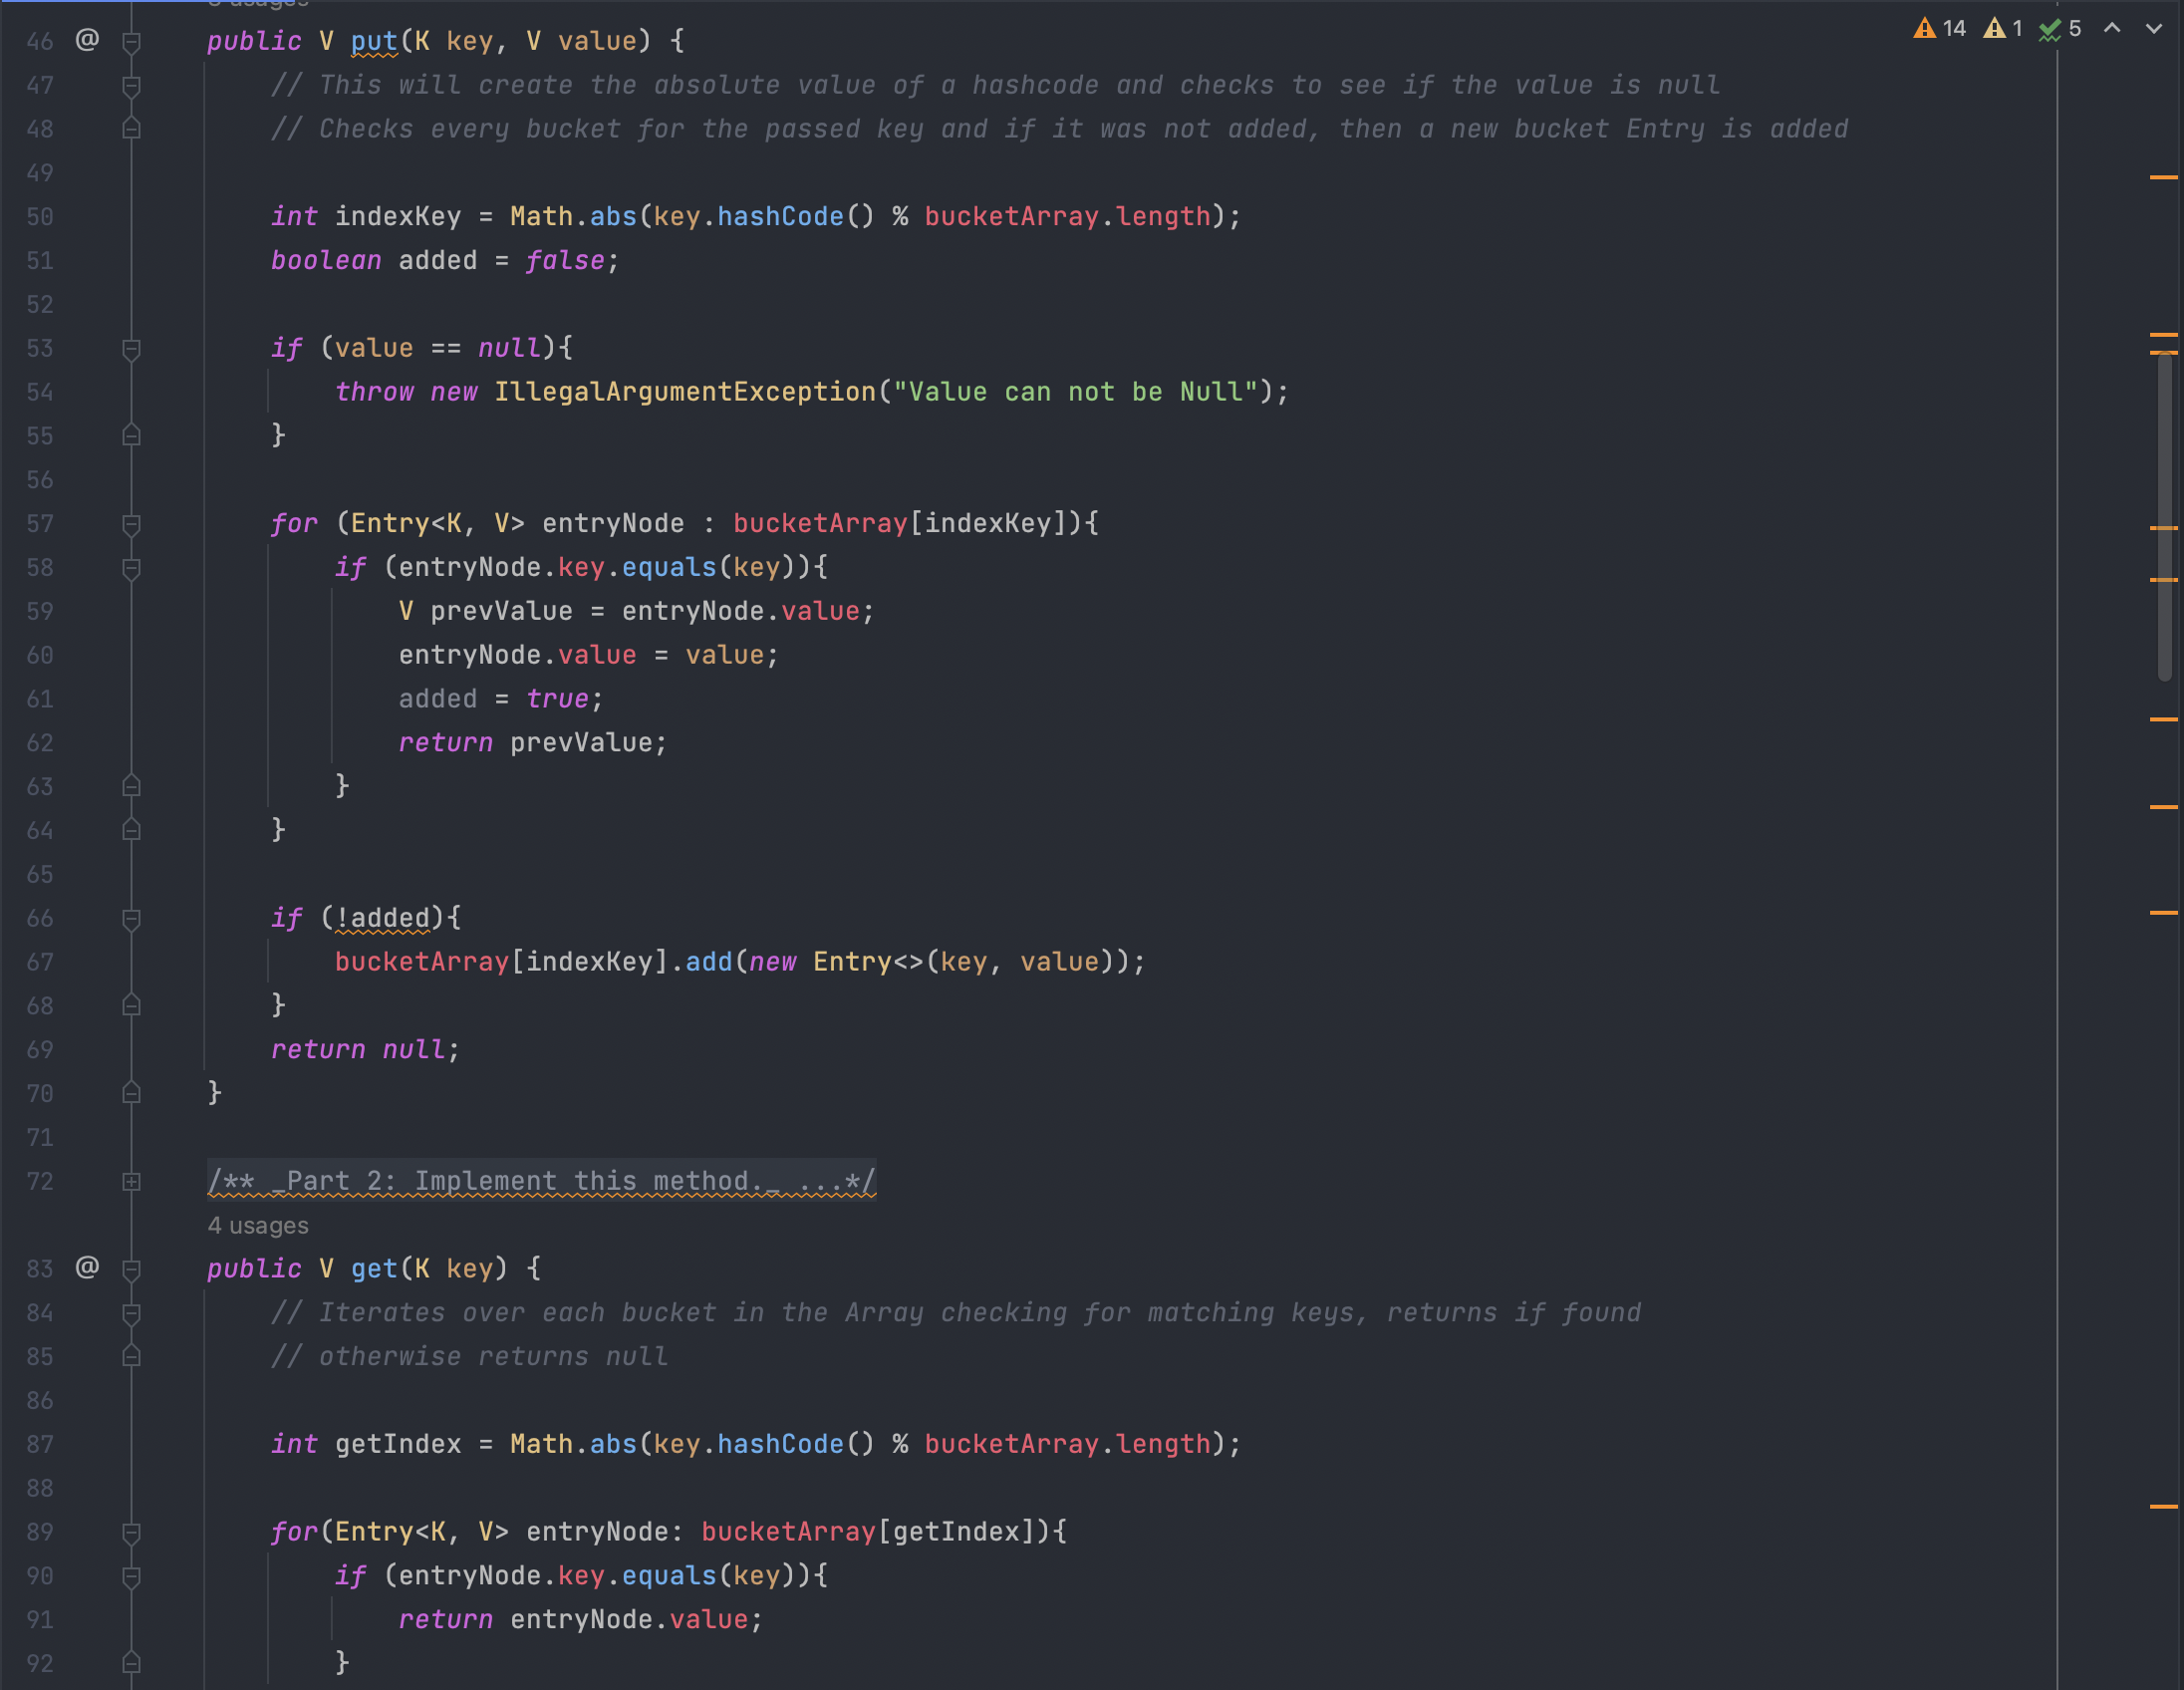 usages
46 @ public V put(K key, V value) { 14 1 5
47 // This will create the absolute value of a hashcode and checks to see if the value is null
48 // Checks every bucket for the passed key and if it was not added, then a new bucket Entry is added
49
50 int indexKey = Math.abs(key.hashCode() % bucketArray.length);
51 boolean added = false;
52
53 if (value == null){
54 throw new IllegalArgumentException("Value can not be Null");
55 }
56
57 for (Entry<K, V> entryNode : bucketArray[indexKey]){
58 if (entryNode.key.equals(key)){
59 V prevValue = entryNode.value;
60 entryNode.value = value;
61 added = true;
62 return prevValue;
63 }
64 }
65
66 if (!added){
67 bucketArray[indexKey].add(new Entry<>(key, value));
68 }
69 return null;
70 }
71
72 /** _Part 2: Implement this method._ ...*/
4 usages
83 @ public V get(K key) {
84 // Iterates over each bucket in the Array checking for matching keys, returns if found
85 // otherwise returns null
86
87 int getIndex = Math.abs(key.hashCode() % bucketArray.length);
88
89 for(Entry<K, V> entryNode: bucketArray[getIndex]){
90 if (entryNode.key.equals(key)){
91 return entryNode.value;
92 }